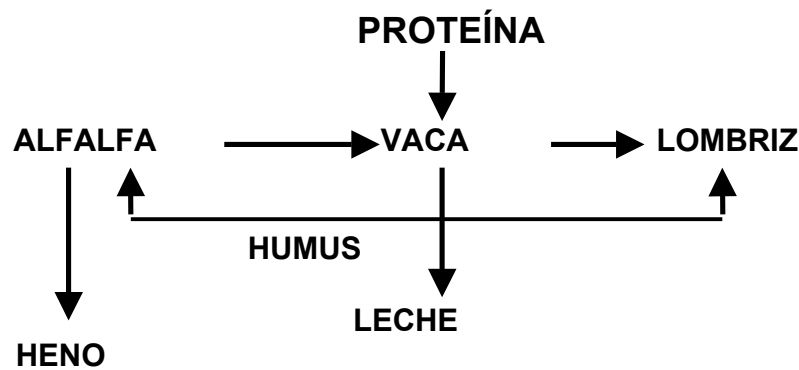 PROTEÍNA
ALFALFA VACA LOMBRIZ
HUMUS
LECHE
HENO